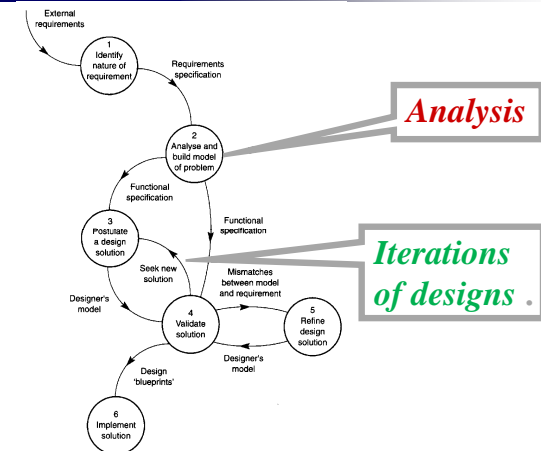 External
requirements
1
Identify
nature of
requirement
Requirements
specification
Analysis
2
Analyse and
build model
of problem
Functional
specification
Functional
specification
3
Postulate
a design
solution
Iterations
of designs .
Seek new
solution
Mismatches
between model
and requirement
Designer's
model
4
Validate
solution
5
Refine
design
solution
Designer's
model
Design
'blueprints'
6
Implement
solution